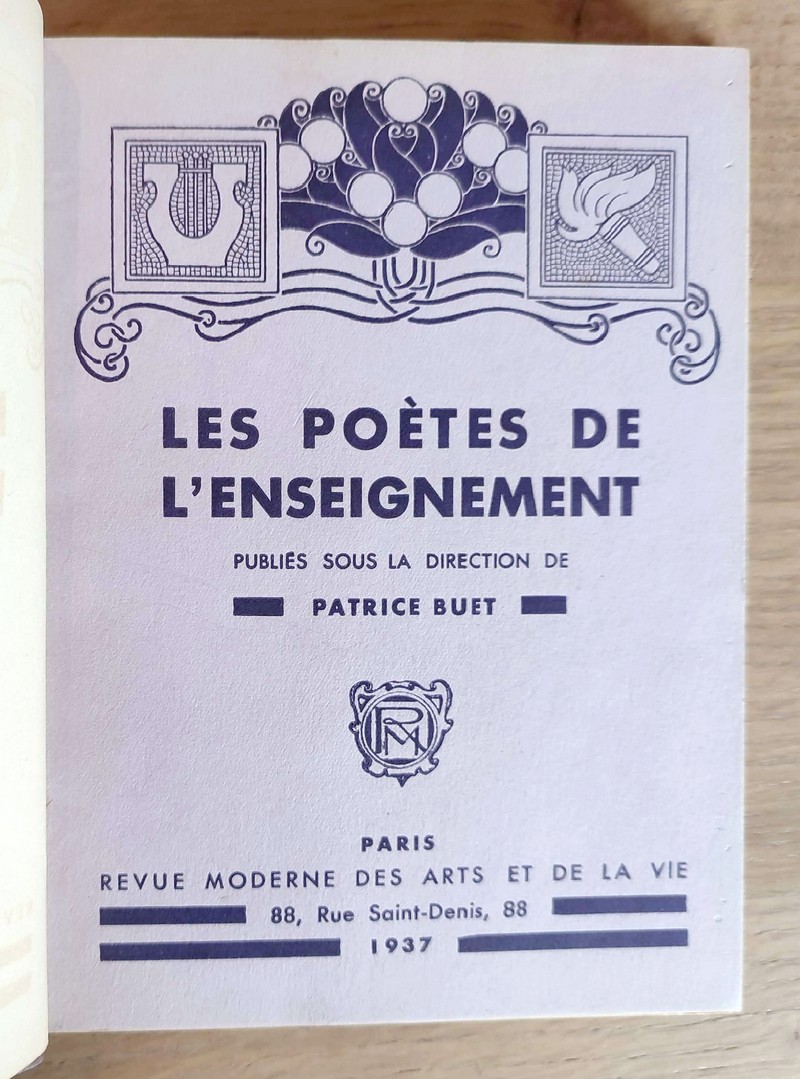 LES POÈTES DE
L'ENSEIGNEMENT
PUBLIÉS SOUS LA DIRECTION DE
PATRICE BUET
RM
PARIS
REVUE MODERNE DES ARTS ET DE LA VIE
88, Rue Saint-Denis, 88
1937